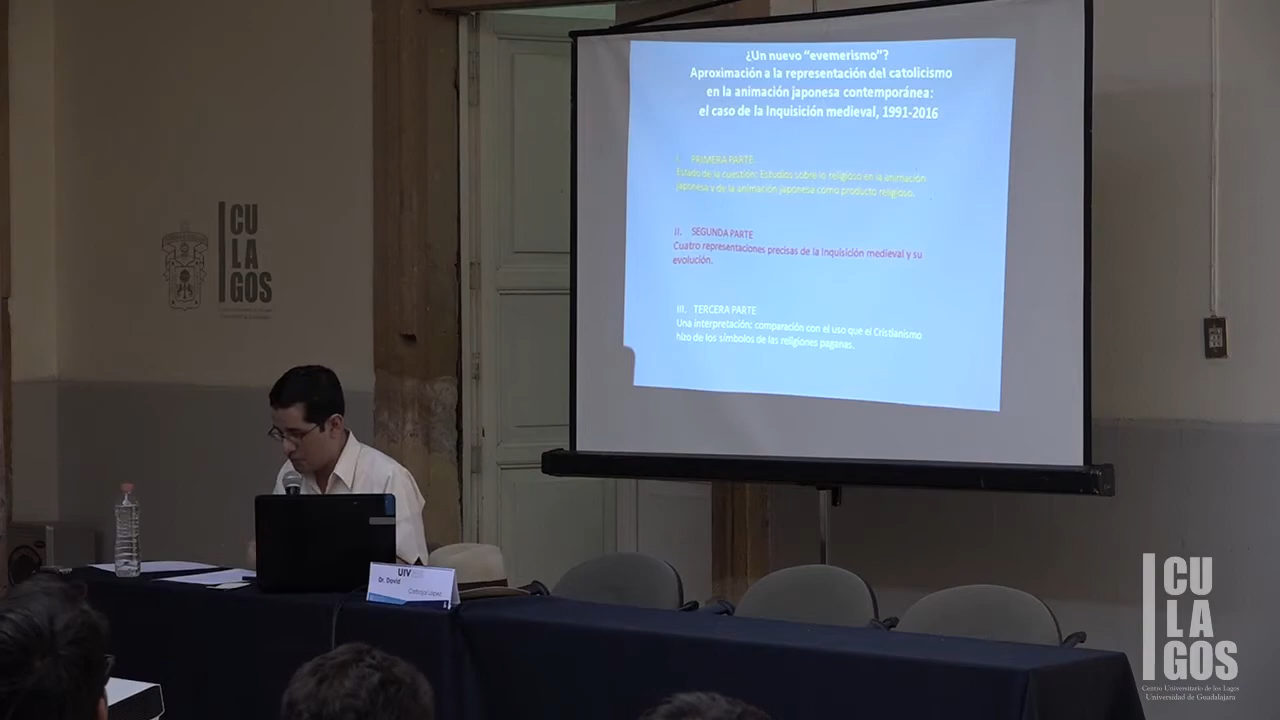 ¿Un nuevo “evemerismo”?
Aproximación a la representación del catolicismo
en la animación japonesa contemporánea:
el caso de la Inquisición medieval, 1991-2016
I. PRIMERA PARTE
Estado de la cuestión: Estudios sobre lo religioso en la animación
japonesa y de la animación japonesa como producto religioso.
II. SEGUNDA PARTE
Cuatro representaciones precisas de la Inquisición medieval y su
evolución.
III. TERCERA PARTE
Una interpretación: comparación con el uso que el Cristianismo
hizo de los símbolos de las religiones paganas.
CU
LA
GOS
UIV
Dr. David
CU
LA
GOS
Centro Universitario de los Lagos
Universidad de Guadalajara